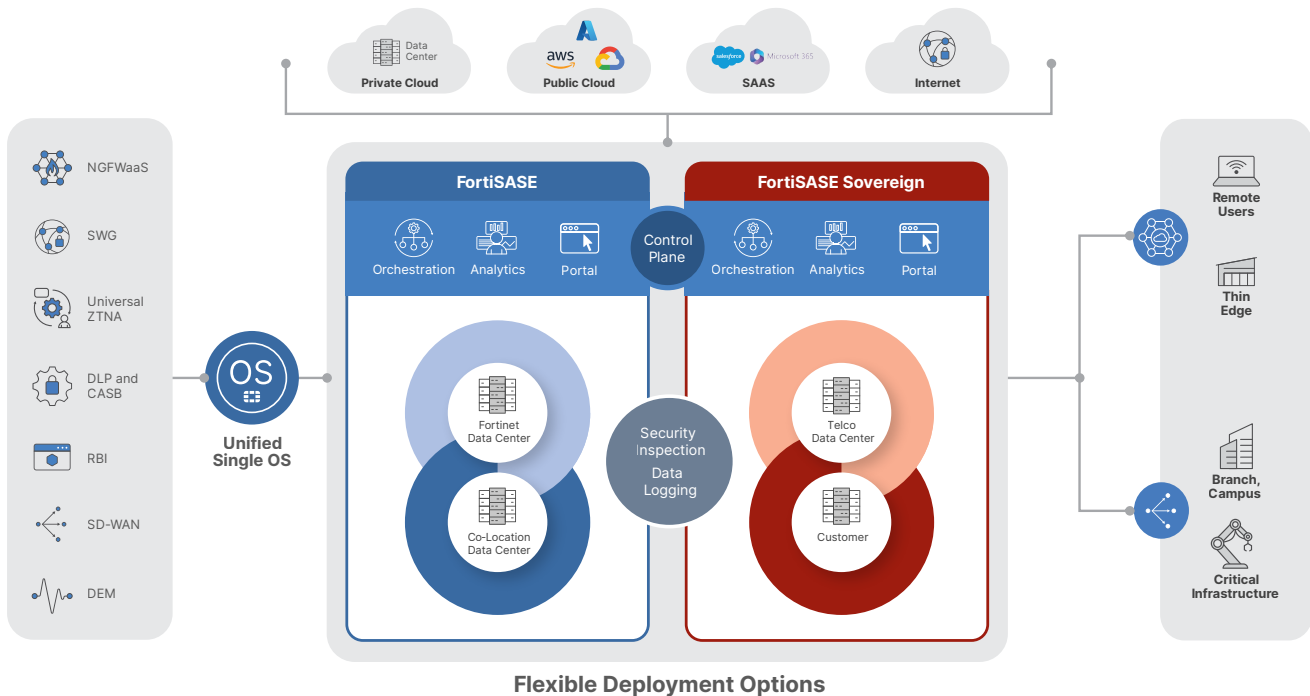 Data
Center
Private Cloud
aws
Public Cloud
salesforce
Microsoft 365
SAAS
Internet
NGFWaaS
SWG
Universal
ZTNA
DLP and
CASB
RBI
SD-WAN
DEM
OS
Unified
Single OS
FortiSASE
Orchestration
Analytics
Portal
Control
Plane
FortiSASE Sovereign
Orchestration
Analytics
Portal
Fortinet
Data Center
Co-Location
Data Center
Security
Inspection
Data
Logging
Telco
Data Center
Customer
Remote
Users
Thin
Edge
Branch,
Campus
Critical
Infrastructure
Flexible Deployment Options